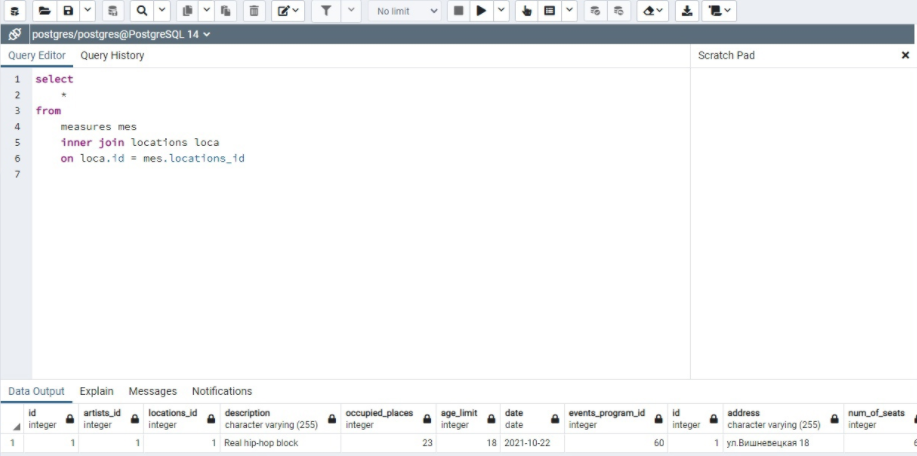 No limit
postgres/postgres@PostgreSQL 14
Query Editor Query History Scratch Pad
1 select
2 *
3 from
4 measures mes
5 inner join locations loca
6 on loca.id = mes.locations_id
7
Data Output Explain Messages Notifications
id artists_id locations_id description occupied_places age_limit date events_program_id id address num_of_seats
integer integer integer character varying (255) integer integer date integer integer character varying (255) integer
1 1 1 1 Real hip-hop block 23 18 2021-10-22 60 1 ул.Вишневецкая 18